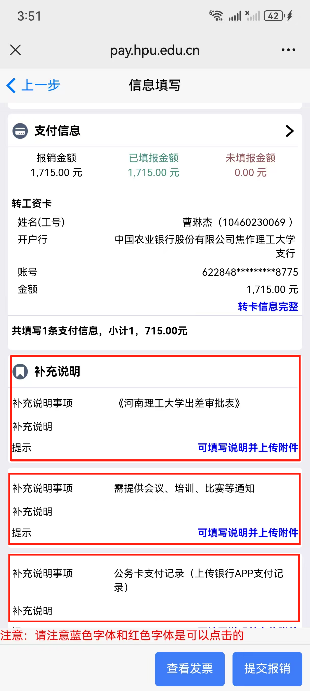 3:51
42
pay.hpu.edu.cn
上一步
信息填写
支付信息
报销金额 已填报金额 未填报金额
1,715.00 元 1,715.00 元 0.00 元
转工资卡
姓名(工号) 曹琳杰（10460230069 ）
开户行 中国农业银行股份有限公司焦作理工大学
支行
账号 622848*********8775
金额 1,715.00 元
转卡信息完整
共填写1条支付信息，小计1，715.00元
补充说明
补充说明事项 《河南理工大学出差审批表》
补充说明
提示 可填写说明并上传附件
补充说明事项 需提供会议、培训、比赛等通知
补充说明
提示 可填写说明并上传附件
补充说明事项 公务卡支付记录（上传银行APP支付记
录）
补充说明
注意：请注意蓝色字体和红色字体是可以点击的
查看发票 提交报销